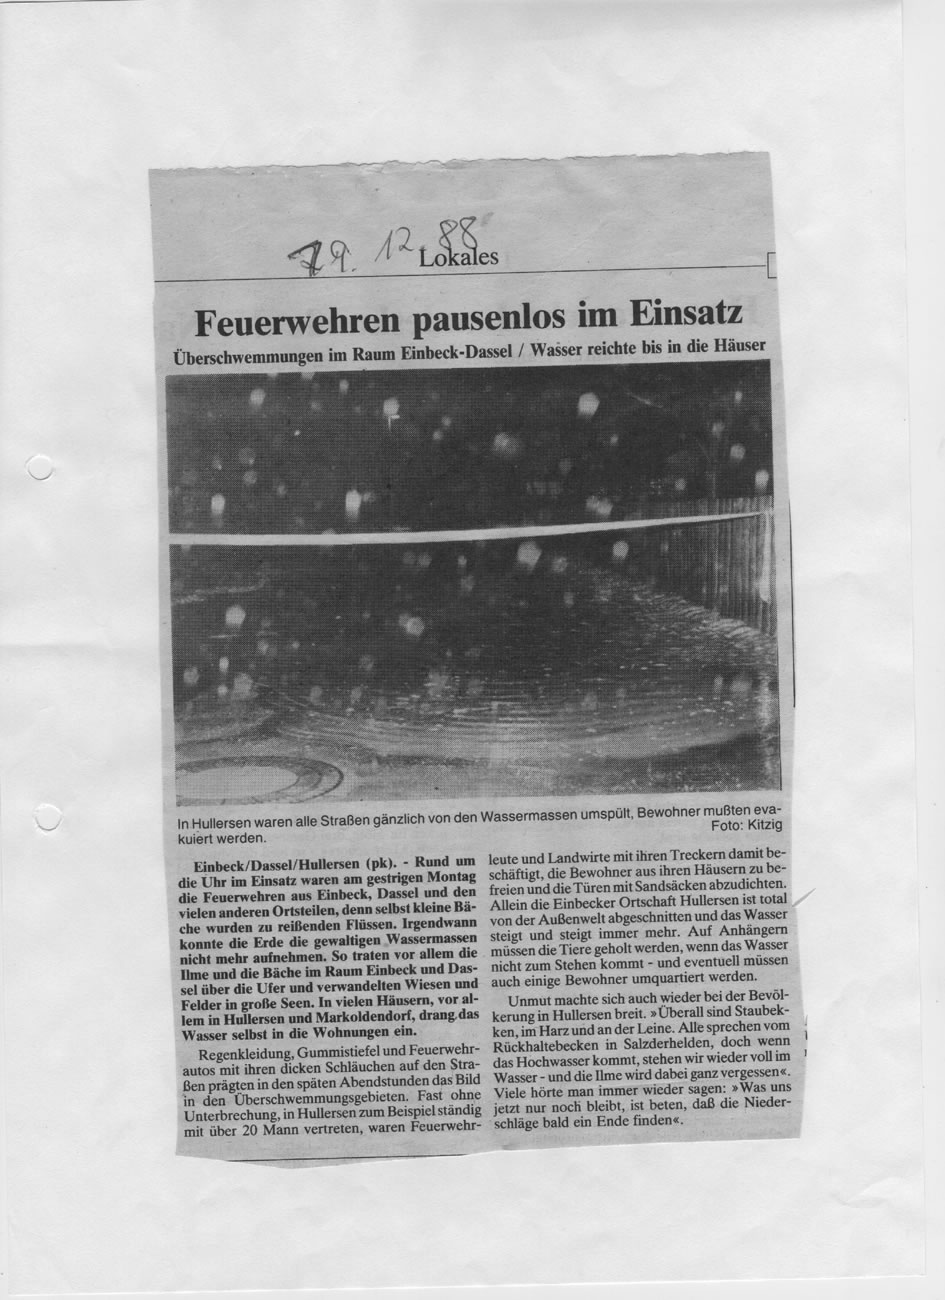 29. 12. 88
Lokales
Feuerwehren pausenlos im Einsatz
Überschwemmungen im Raum Einbeck-Dassel / Wasser reichte bis in die Häuser
In Hullersen waren alle Straßen gänzlich von den Wassermassen umspült, Bewohner mußten eva-
kuiert werden.
Foto: Kitzig
Einbeck/Dassel/Hullersen (pk). - Rund um
die Uhr im Einsatz waren am gestrigen Montag
die Feuerwehren aus Einbeck, Dassel und den
vielen anderen Ortsteilen, denn selbst kleine Bä-
che wurden zu reißenden Flüssen. Irgendwann
konnte die Erde die gewaltigen Wassermassen
nicht mehr aufnehmen. So traten vor allem die
Ilme und die Bäche im Raum Einbeck und Das-
sel über die Ufer und verwandelten Wiesen und
Felder in große Seen. In vielen Häusern, vor al-
lem in Hullersen und Markoldendorf, drang das
Wasser selbst in die Wohnungen ein.
Regenkleidung, Gummistiefel und Feuerwehr-
autos mit ihren dicken Schläuchen auf den Stra-
ßen prägten in den späten Abendstunden das Bild
in den Überschwemmungsgebieten. Fast ohne
Unterbrechung, in Hullersen zum Beispiel ständig
mit über 20 Mann vertreten, waren Feuerwehr-
leute und Landwirte mit ihren Treckern damit be-
schäftigt, die Bewohner aus ihren Häusern zu be-
freien und die Türen mit Sandsäcken abzudichten.
Allein die Einbecker Ortschaft Hullersen ist total
von der Außenwelt abgeschnitten und das Wasser
steigt und steigt immer mehr. Auf Anhängern
müssen die Tiere geholt werden, wenn das Wasser
nicht zum Stehen kommt - und eventuell müssen
auch einige Bewohner umquartiert werden.
Unmut machte sich auch wieder bei der Bevöl-
kerung in Hullersen breit. »Überall sind Staubek-
ken, im Harz und an der Leine. Alle sprechen vom
Rückhaltebecken in Salzderhelden, doch wenn
das Hochwasser kommt, stehen wir wieder voll im
Wasser - und die Ilme wird dabei ganz vergessen«.
Viele hörte man immer wieder sagen: »Was uns
jetzt nur noch bleibt, ist beten, daß die Nieder-
schläge bald ein Ende finden«.